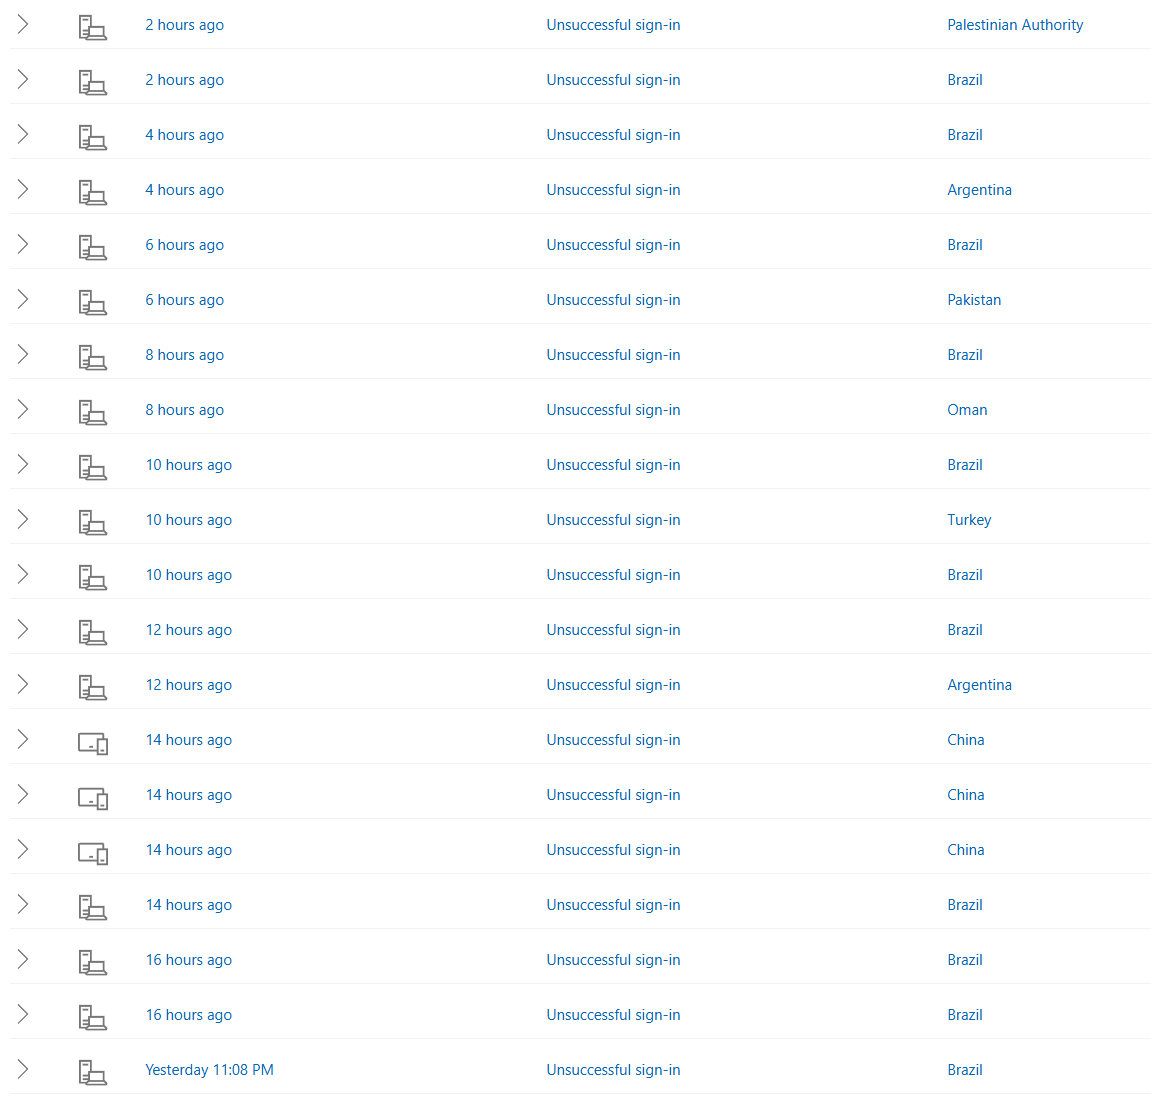 2 hours ago Unsuccessful sign-in Palestinian Authority
2 hours ago Unsuccessful sign-in Brazil
4 hours ago Unsuccessful sign-in Brazil
4 hours ago Unsuccessful sign-in Argentina
6 hours ago Unsuccessful sign-in Brazil
6 hours ago Unsuccessful sign-in Pakistan
8 hours ago Unsuccessful sign-in Brazil
8 hours ago Unsuccessful sign-in Oman
10 hours ago Unsuccessful sign-in Brazil
10 hours ago Unsuccessful sign-in Turkey
10 hours ago Unsuccessful sign-in Brazil
12 hours ago Unsuccessful sign-in Brazil
12 hours ago Unsuccessful sign-in Argentina
14 hours ago Unsuccessful sign-in China
14 hours ago Unsuccessful sign-in China
14 hours ago Unsuccessful sign-in China
14 hours ago Unsuccessful sign-in Brazil
16 hours ago Unsuccessful sign-in Brazil
16 hours ago Unsuccessful sign-in Brazil
Yesterday 11:08 PM Unsuccessful sign-in Brazil